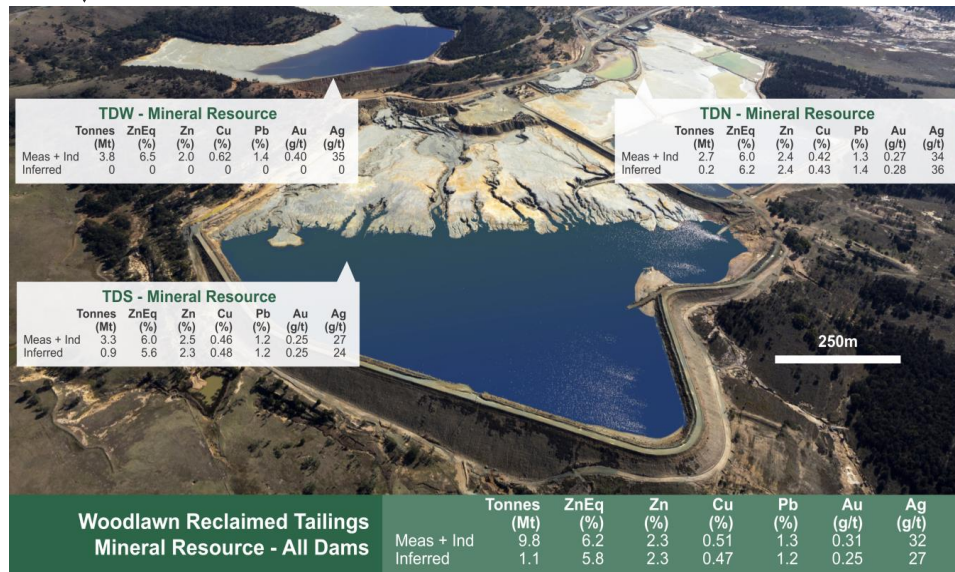 TDW - Mineral Resource
Tonnes ZnEq Zn Cu Pb Au Ag
(Mt) (%) (%) (%) (%) (g/t) (g/t)
Meas + Ind 3.8 6.5 2.0 0.62 1.4 0.40 35
Inferred 0 0 0 0 0 0 0
TDN - Mineral Resource
Tonnes ZnEq Zn Cu Pb Au Ag
(Mt) (%) (%) (%) (%) (g/t) (g/t)
Meas + Ind 2.7 6.0 2.4 0.42 1.3 0.27 34
Inferred 0.2 6.2 2.4 0.43 1.4 0.28 36
TDS - Mineral Resource
Tonnes ZnEq Zn Cu Pb Au Ag
(Mt) (%) (%) (%) (%) (g/t) (g/t)
Meas + Ind 3.3 6.0 2.5 0.46 1.2 0.25 27
Inferred 0.9 5.6 2.3 0.48 1.2 0.25 24
250m
Woodlawn Reclaimed Tailings
Mineral Resource - All Dams
Tonnes ZnEq Zn Cu Pb Au Ag
(Mt) (%) (%) (%) (%) (g/t) (g/t)
Meas + Ind 9.8 6.2 2.3 0.51 1.3 0.31 32
Inferred 1.1 5.8 2.3 0.47 1.2 0.25 27